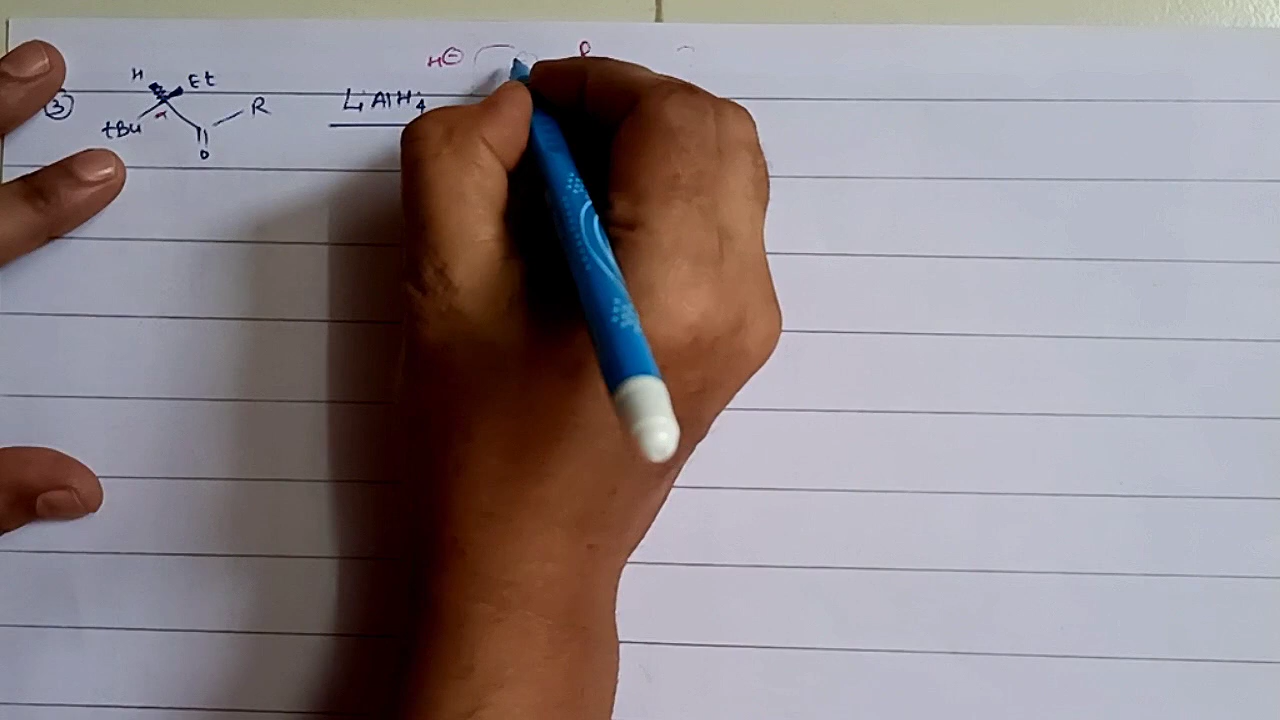 H⊖ R
③ H Et LiAlH4
tBu α R
O